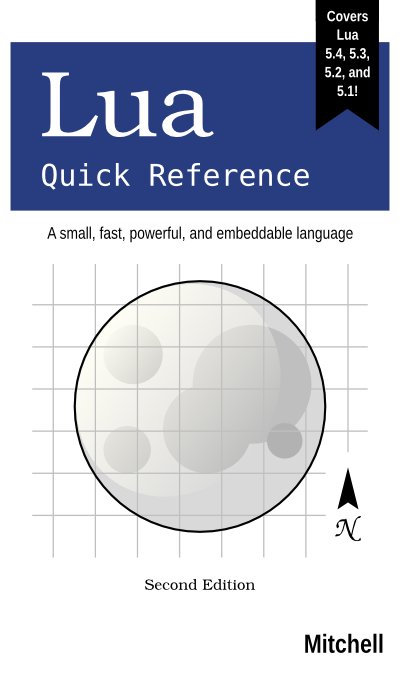 Covers
Lua
5.4, 5.3,
5.2, and
5.1!
Lua
Quick Reference
A small, fast, powerful, and embeddable language
N
Second Edition
Mitchell